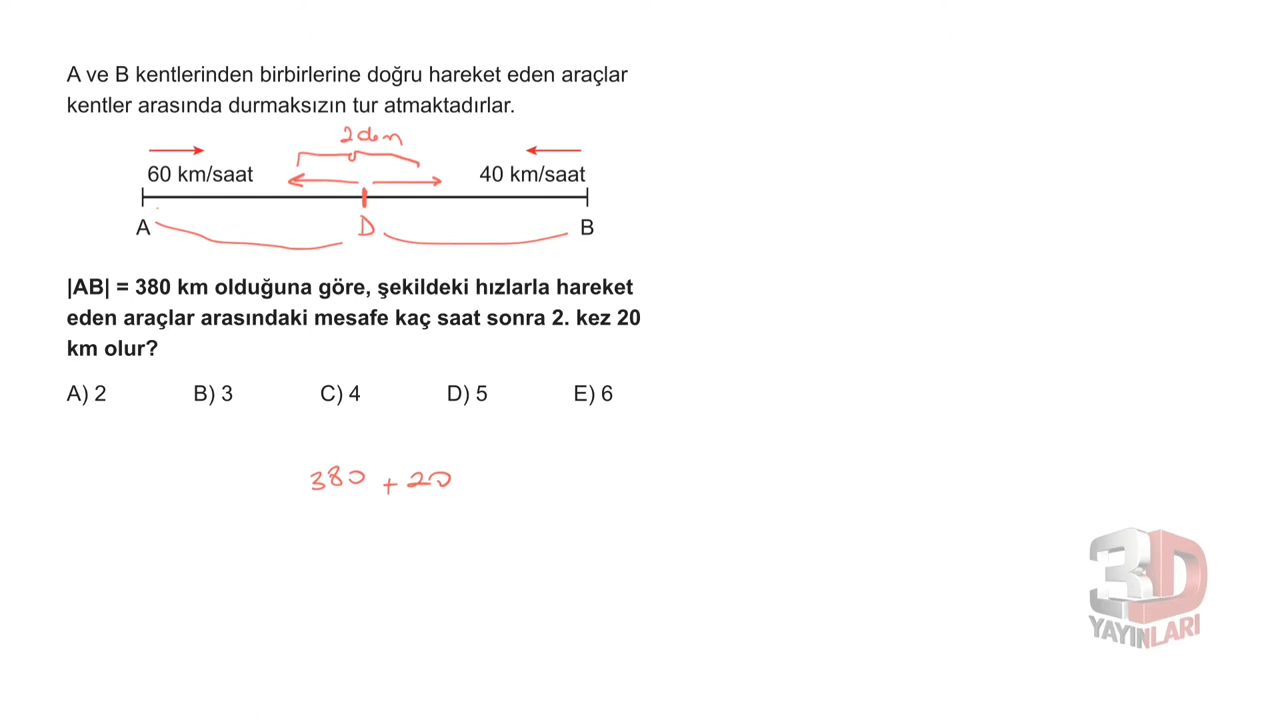 A ve B kentlerinden birbirlerine doğru hareket eden araçlar
kentler arasında durmaksızın tur atmaktadırlar.
2den
60 km/saat
40 km/saat
A
D
B
|AB| = 380 km olduğuna göre, şekildeki hızlarla hareket
eden araçlar arasındaki mesafe kaç saat sonra 2. kez 20
km olur?
A) 2 B) 3 C) 4 D) 5 E) 6
380 + 20
3D
YAYINLARI